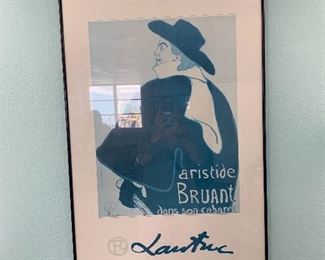 aristide
BRUANT
dans son cabaret
Lautrec